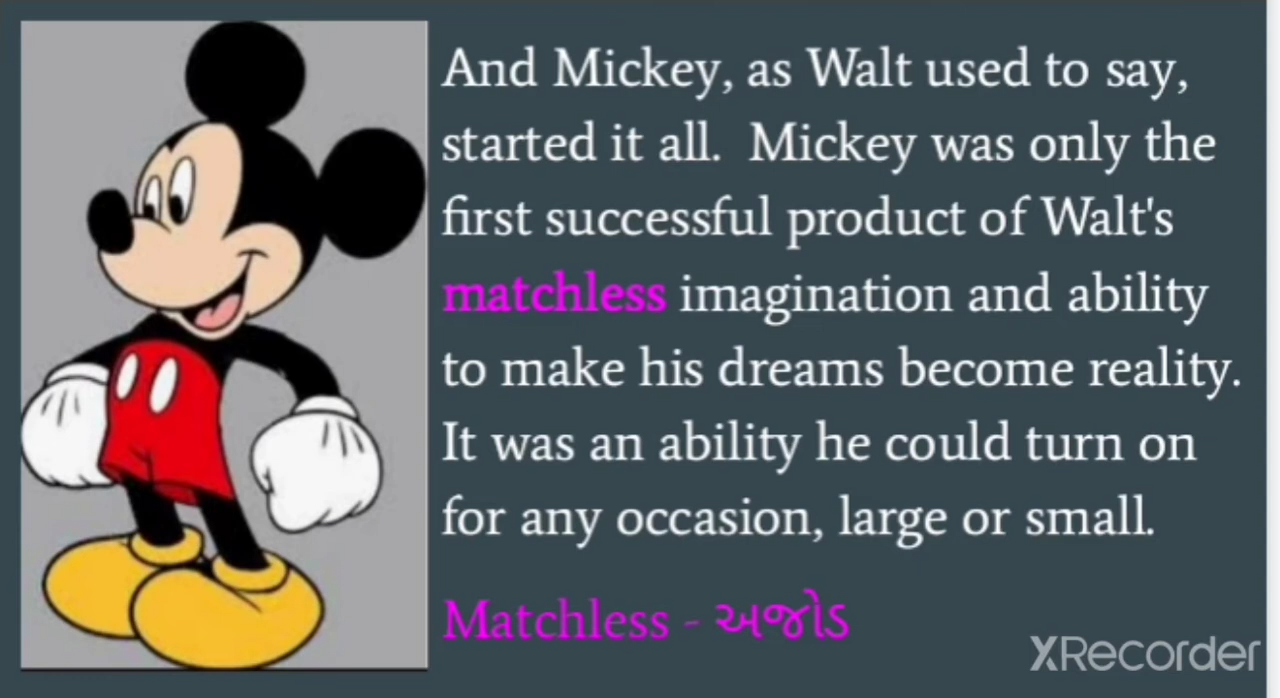 And Mickey, as Walt used to say,
started it all. Mickey was only the
first successful product of Walt's
matchless imagination and ability
to make his dreams become reality.
It was an ability he could turn on
for any occasion, large or small.
Matchless - અજોડ
XRecorder